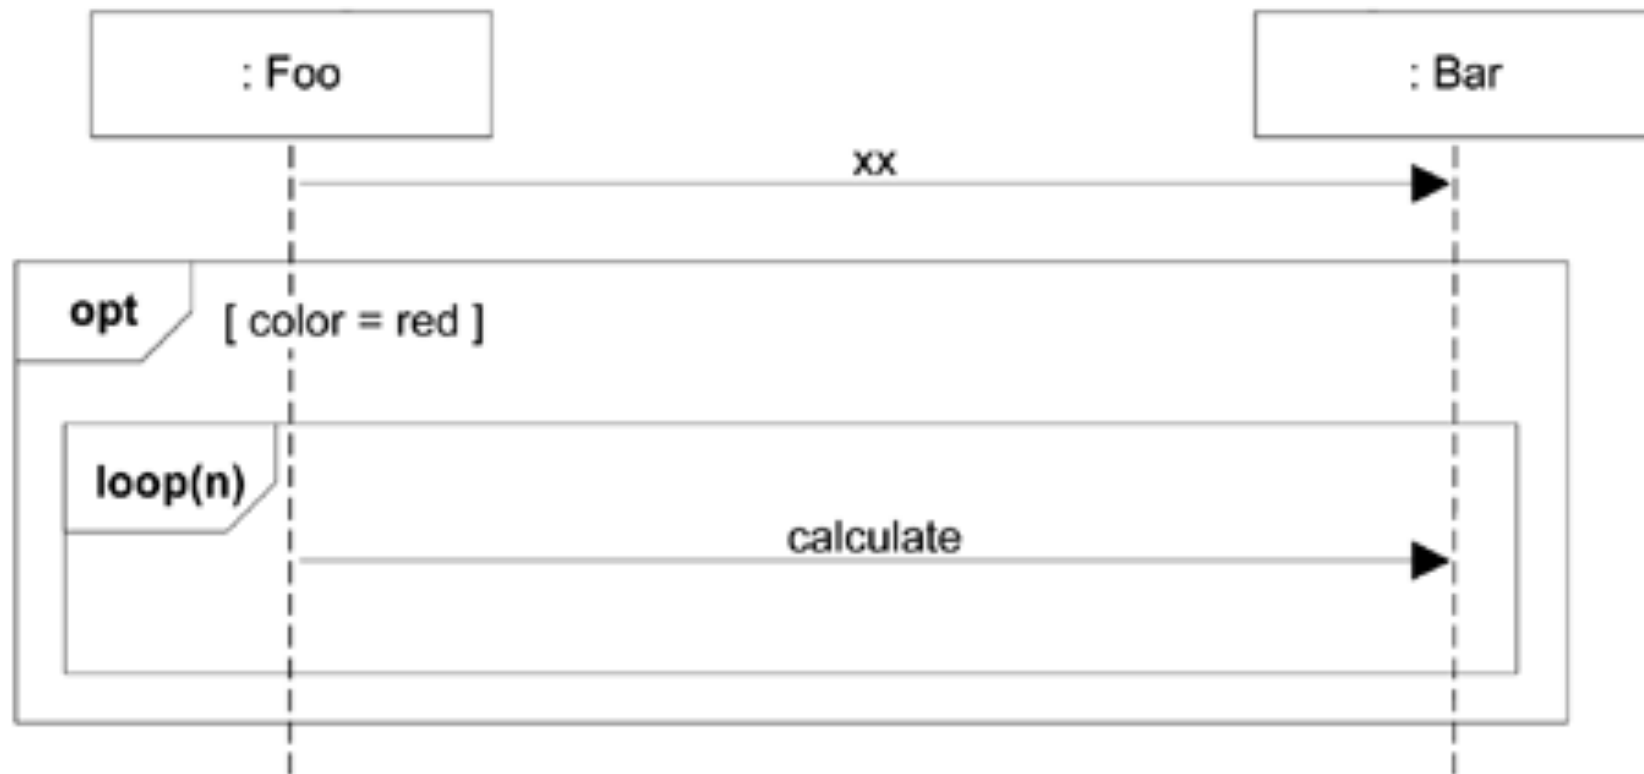 : Foo
: Bar
xx
opt
[ color = red ]
loop(n)
calculate